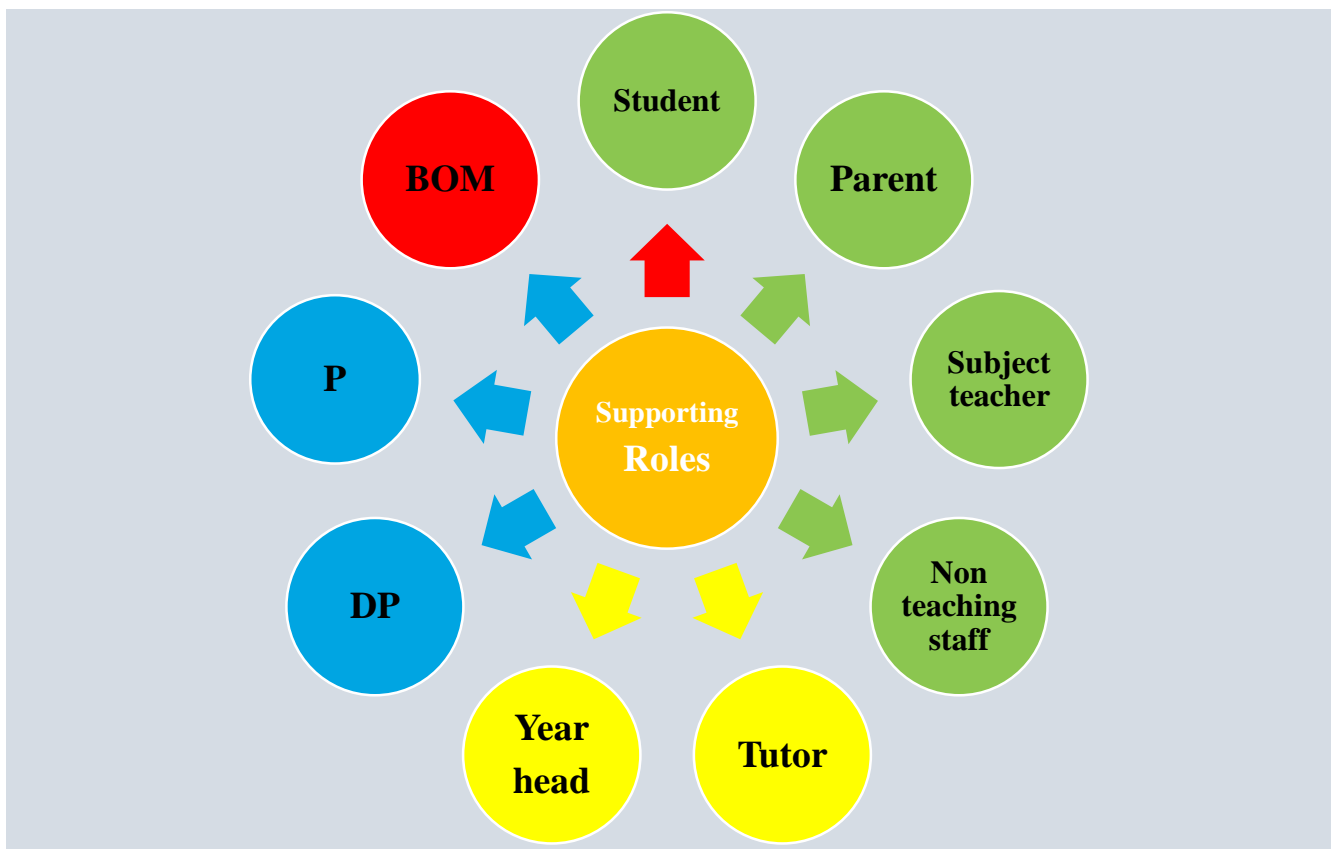 Student
Parent
Subject
teacher
Non
teaching
staff
Tutor
Year
head
DP
P
BOM
Supporting
Roles